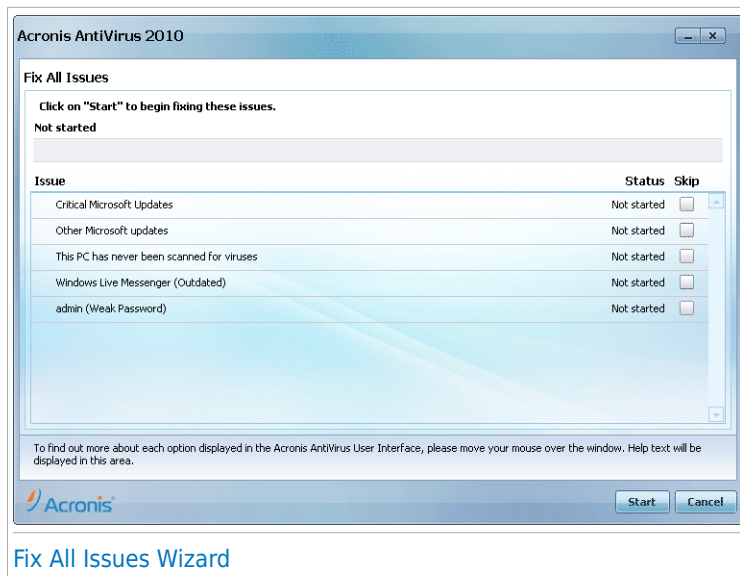 Acronis AntiVirus 2010
Fix All Issues
Click on "Start" to begin fixing these issues.
Not started
Issue Status Skip
Critical Microsoft Updates Not started
Other Microsoft updates Not started
This PC has never been scanned for viruses Not started
Windows Live Messenger (Outdated) Not started
admin (Weak Password) Not started
To find out more about each option displayed in the Acronis AntiVirus User Interface, please move your mouse over the window. Help text will be
displayed in this area.
Acronis
Start Cancel
Fix All Issues Wizard